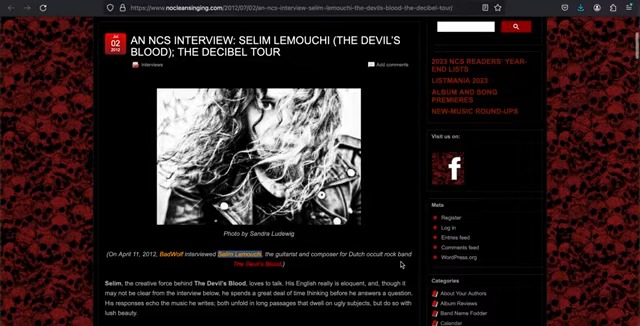 https://www.nocleansinging.com/2012/07/02/an-ncs-interview-selim-lemouchi-the-devils-blood-the-decibel-tour/
JUL
02
2012
AN NCS INTERVIEW: SELIM LEMOUCHI (THE DEVIL'S
BLOOD); THE DECIBEL TOUR
Interviews
Add comments
Photo by Sandra Ludewig
(On April 11, 2012, BadWolf interviewed Selim Lemouchi, the guitarist and composer for Dutch occult rock band
The Devil's Blood.)
Selim, the creative force behind The Devil's Blood, loves to talk. His English really is eloquent, and, though it
may not be clear from the interview below, he spends a great deal of time thinking before he answers a question.
His responses echo the music he writes; both unfold in long passages that dwell on ugly subjects, but do so with
lush beauty.
2023 NCS READERS' YEAR-
END LISTS
LISTMANIA 2023
ALBUM AND SONG
PREMIERES
NEW-MUSIC ROUND-UPS
Visit us on:
f
Meta
Register
Log in
Entries feed
Comments feed
WordPress.org
Categories
About Your Authors
Album Reviews
Band Name Fodder
Calendar